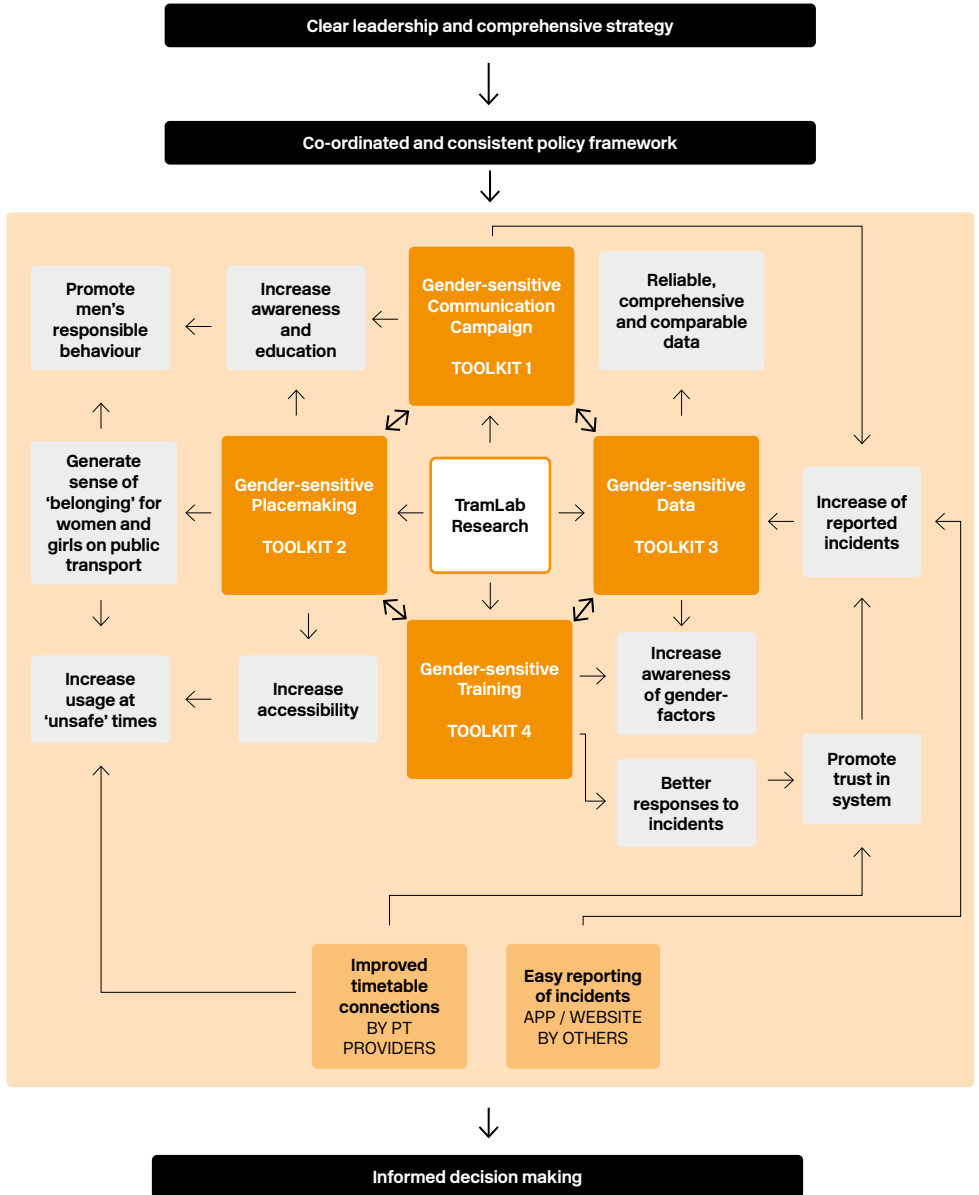 Clear leadership and comprehensive strategy
Co-ordinated and consistent policy framework
Promote
men's
responsible
behaviour
Increase
awareness
and
education
Gender-sensitive
Communication
Campaign
TOOLKIT 1
Reliable,
comprehensive
and comparable
data
Generate
sense of
‘belonging’ for
women and
girls on public
transport
Gender-sensitive
Placemaking
TOOLKIT 2
TramLab
Research
Gender-sensitive
Data
TOOLKIT 3
Increase of
reported
incidents
Increase
usage at
‘unsafe’ times
Increase
accessibility
Gender-sensitive
Training
TOOLKIT 4
Increase
awareness
of gender-
factors
Better
responses to
incidents
Promote
trust in
system
Improved
timetable
connections
BY PT
PROVIDERS
Easy reporting
of incidents
APP / WEBSITE
BY OTHERS
Informed decision making